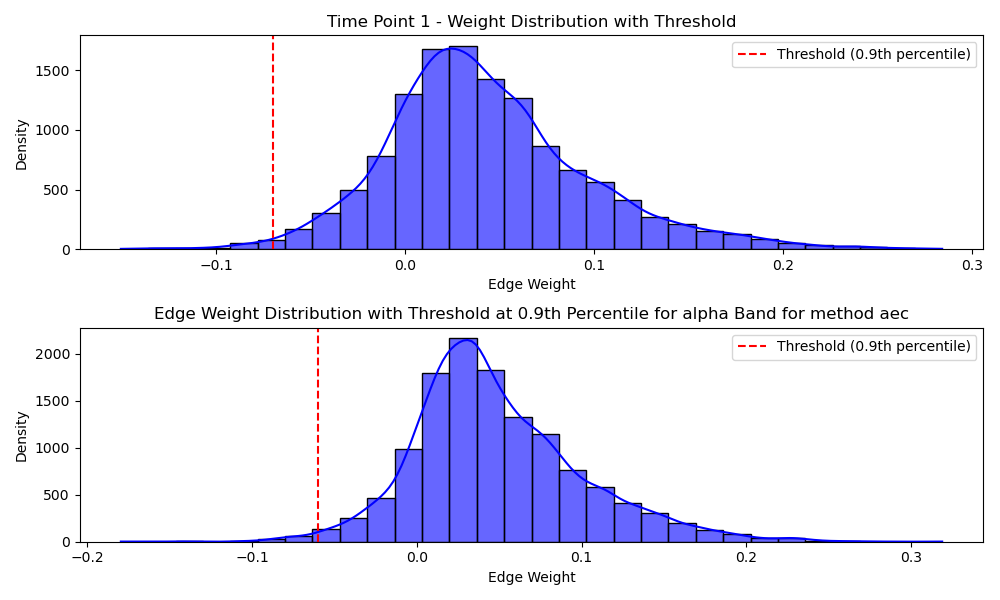 Time Point 1 - Weight Distribution with Threshold
Threshold (0.9th percentile)
1500
1000
500
0
Density
−0.1
0.0
0.1
0.2
0.3
Edge Weight
Edge Weight Distribution with Threshold at 0.9th Percentile for alpha Band for method aec
Threshold (0.9th percentile)
2000
1500
1000
500
0
Density
−0.2
−0.1
0.0
0.1
0.2
0.3
Edge Weight